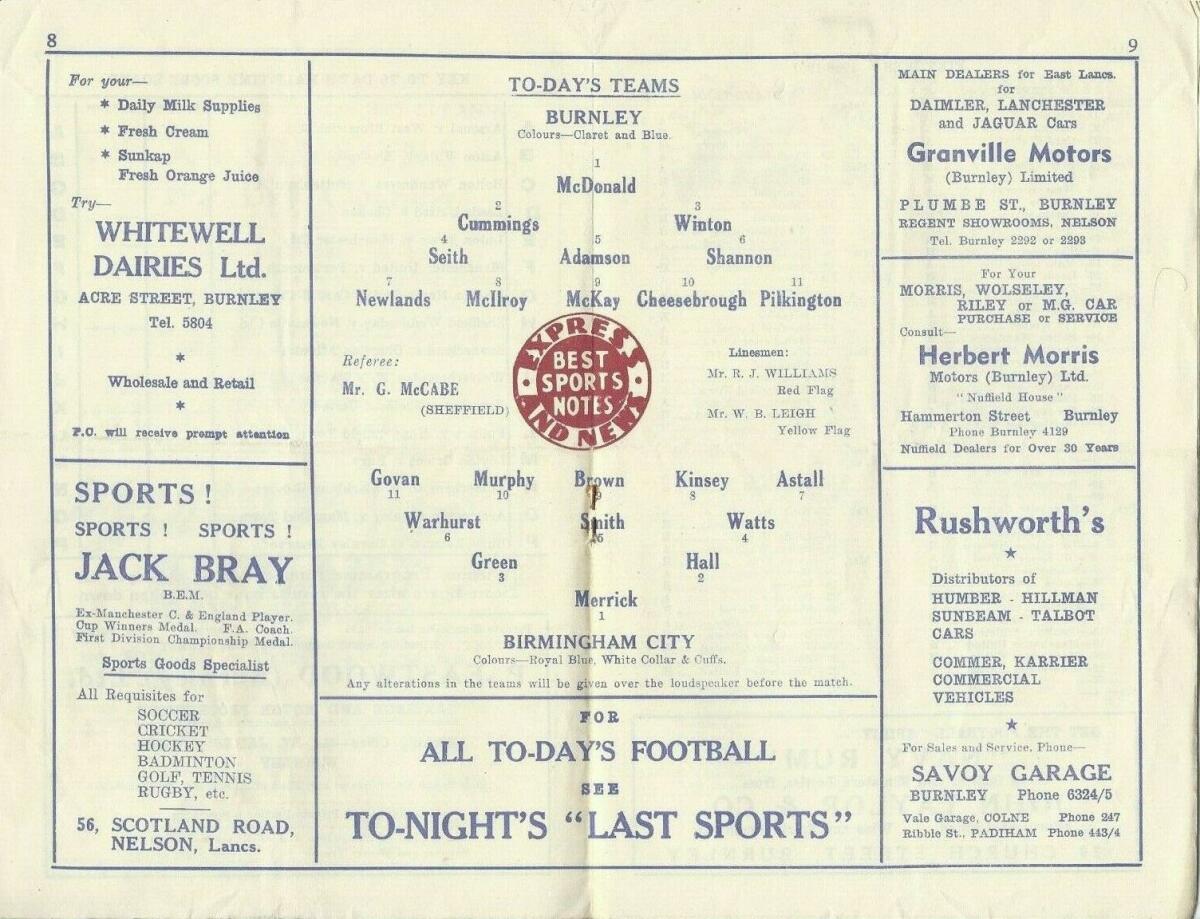 8
9
For your—
* Daily Milk Supplies
* Fresh Cream
* Sunkap
Fresh Orange Juice
Try—
WHITEWELL
DAIRIES Ltd.
ACRE STREET, BURNLEY
Tel. 5804
*
Wholesale and Retail
*
P.C. will receive prompt attention
SPORTS !
SPORTS ! SPORTS !
JACK BRAY
B.E.M.
Ex-Manchester C. & England Player.
Cup Winners Medal. F.A. Coach.
First Division Championship Medal.
Sports Goods Specialist
All Requisites for
SOCCER
CRICKET
HOCKEY
BADMINTON
GOLF, TENNIS
RUGBY, etc.
56, SCOTLAND ROAD,
NELSON, Lancs.
TO-DAY'S TEAMS
BURNLEY
Colours—Claret and Blue.
1
McDonald
2 3
Cummings Winton
4 5 6
Seith Adamson Shannon
7 8 9 10 11
Newlands McIlroy McKay Cheesebrough Pilkington
Referee:
Mr. G. McCABE
(SHEFFIELD)
EXPRESS
BEST
SPORTS
NOTES
AND NEWS
Linesmen:
Mr. R. J. WILLIAMS
Red Flag
Mr. W. B. LEIGH
Yellow Flag
Govan Murphy Brown Kinsey Astall
11 10 9 8 7
Warhurst Smith Watts
6 5 4
Green Hall
3 2
Merrick
1
BIRMINGHAM CITY
Colours—Royal Blue, White Collar & Cuffs.
Any alterations in the teams will be given over the loudspeaker before the match.
FOR
ALL TO-DAY'S FOOTBALL
SEE
TO-NIGHT'S "LAST SPORTS"
MAIN DEALERS for East Lancs.
for
DAIMLER, LANCHESTER
and JAGUAR Cars
Granville Motors
(Burnley) Limited
PLUMBE ST., BURNLEY
REGENT SHOWROOMS, NELSON
Tel. Burnley 2292 or 2293
For Your
MORRIS, WOLSELEY,
RILEY or M.G. CAR
PURCHASE or SERVICE
Consult—
Herbert Morris
Motors (Burnley) Ltd.
"Nuffield House"
Hammerton Street Burnley
Phone Burnley 4129
Nuffield Dealers for Over 30 Years
Rushworth's
★
Distributors of
HUMBER - HILLMAN
SUNBEAM - TALBOT
CARS
COMMER, KARRIER
COMMERCIAL
VEHICLES
★
For Sales and Service, Phone—
SAVOY GARAGE
BURNLEY Phone 6324/5
Vale Garage, COLNE Phone 247
Ribble St., PADIHAM Phone 443/4